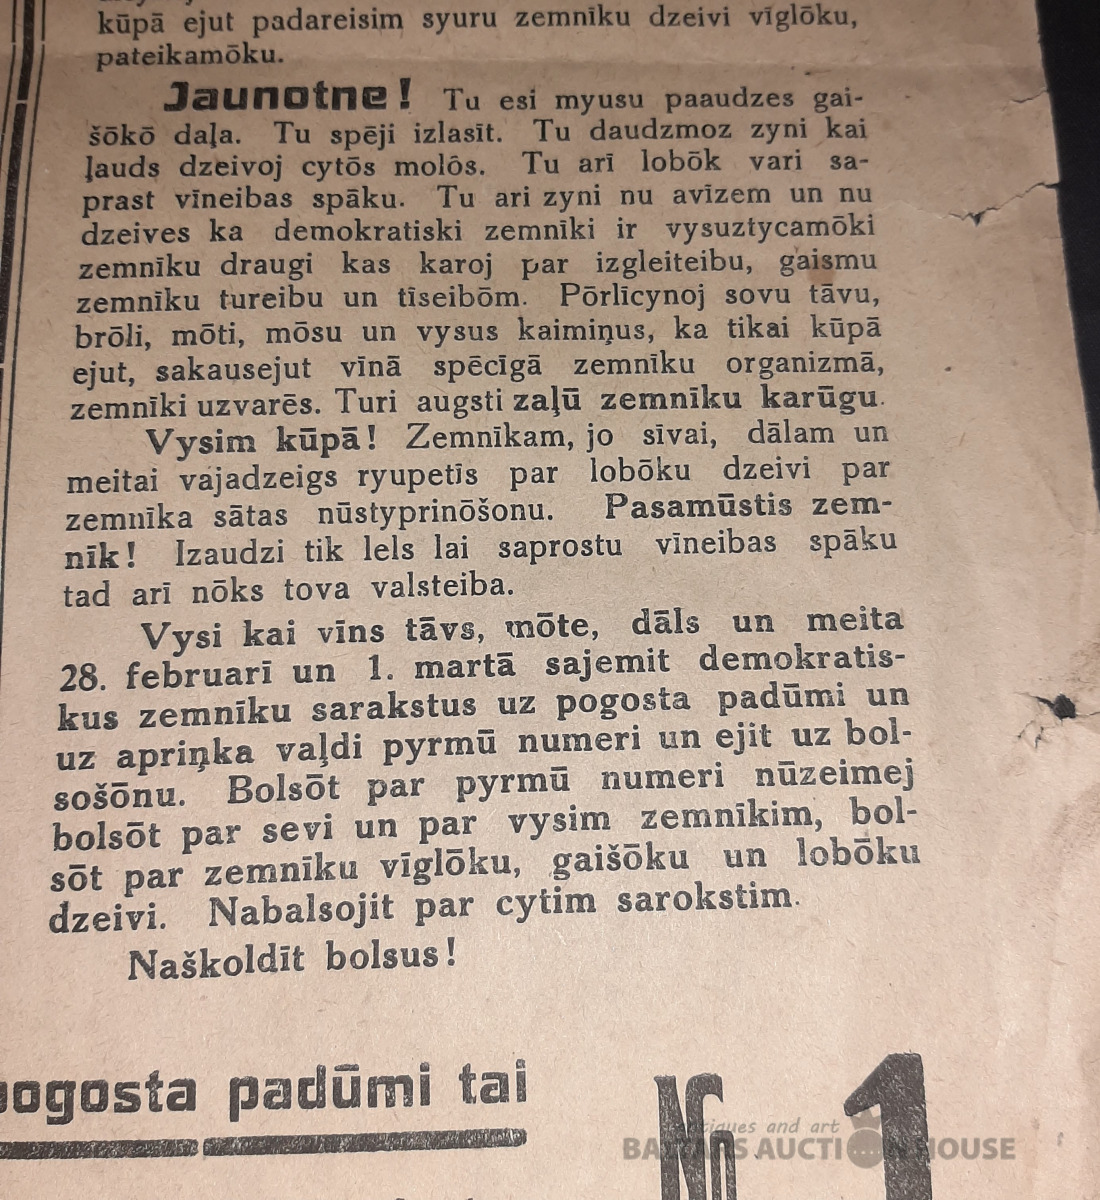 kūpā ejut padareisim syuru zemnīku dzeivi vīglōku,
pateikamōku.
Jaunotne! Tu esi myusu paaudzes gai-
šōkō daļa. Tu spēji izlasīt. Tu daudzmoz zyni kai
ļauds dzeivoj cytōs molōs. Tu arī lobōk vari sa-
prast vīneibas spāku. Tu ari zyni nu avīzem un nu
dzeives ka demokratiski zemnīki ir vysuztycamōki
zemnīku draugi kas karoj par izgleiteibu, gaismu
zemnīku tureibu un tīseibōm. Pōrlīcynoj sovu tāvu,
brōli, mōti, mōsu un vysus kaimiņus, ka tikai kūpā
ejut, sakausejut vīnā spēcīgā zemnīku organizmā,
zemnīki uzvarēs. Turi augsti zaļū zemnīku karūgu.
Vysim kūpā! Zemnīkam, jo sīvai, dālam un
meitai vajadzeigs ryupetīs par lobōku dzeivi par
zemnīka sātas nūstyprinōšonu. Pasamūstis zem-
nīk! Izaudzi tik lels lai saprostu vīneibas spāku
tad arī nōks tova valsteiba.
Vysi kai vīns tāvs, mōte, dāls un meita
28. februarī un 1. martā sajemit demokratis-
kus zemnīku sarakstus uz pogosta padūmi un
uz apriņka vaļdi pyrmū numeri un ejit uz bol-
sošōnu. Bolsōt par pyrmū numeri nūzeimej
bolsōt par sevi un par vysim zemnīkim, bol-
sōt par zemnīku vīglōku, gaišōku un lobōku
dzeivi. Nabalsojit par cytim sarokstim.
Naškoldīt bolsus!
pogosta padūmi tai
No 1
antiques and art
BALTARS AUCTION HOUSE